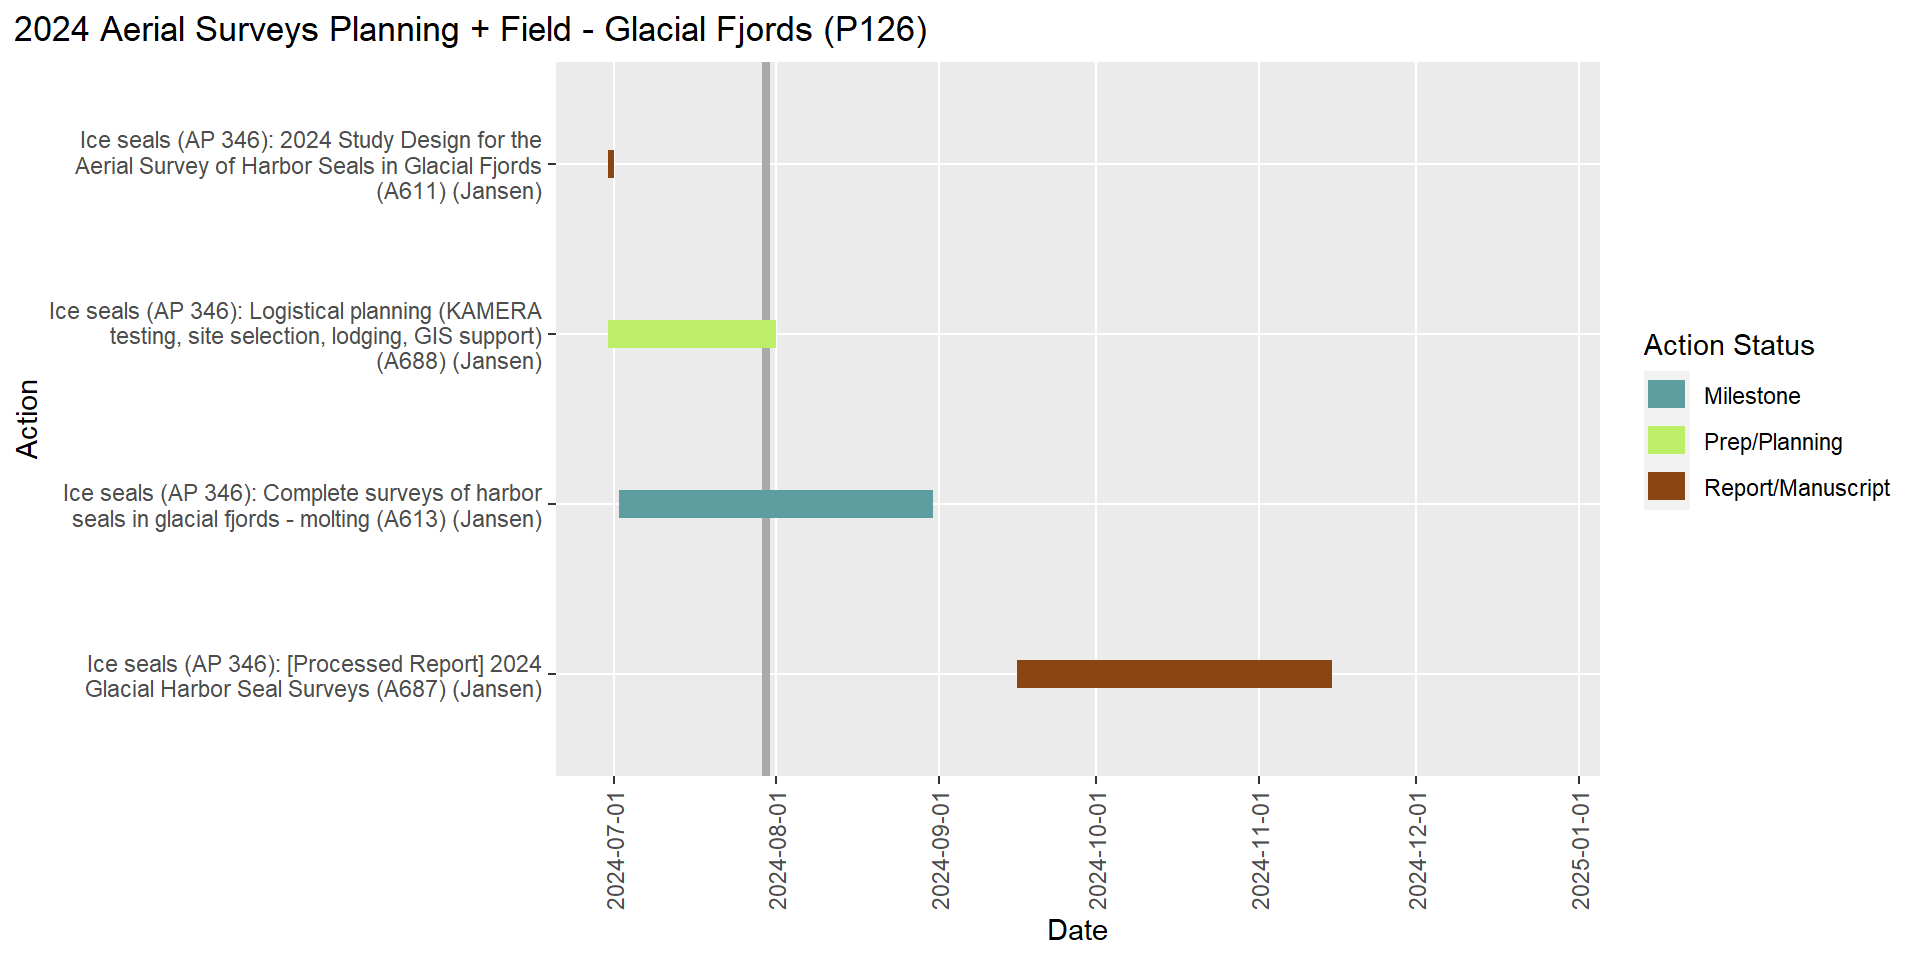 2024 Aerial Surveys Planning + Field - Glacial Fjords (P126)
Ice seals (AP 346): 2024 Study Design for the
Aerial Survey of Harbor Seals in Glacial Fjords
(A611) (Jansen)
Ice seals (AP 346): Logistical planning (KAMERA
testing, site selection, lodging, GIS support)
(A688) (Jansen)
Ice seals (AP 346): Complete surveys of harbor
seals in glacial fjords - molting (A613) (Jansen)
Ice seals (AP 346): [Processed Report] 2024
Glacial Harbor Seal Surveys (A687) (Jansen)
Action
2024-07-01
2024-08-01
2024-09-01
2024-10-01
2024-11-01
2024-12-01
2025-01-01
Date
Action Status
Milestone
Prep/Planning
Report/Manuscript